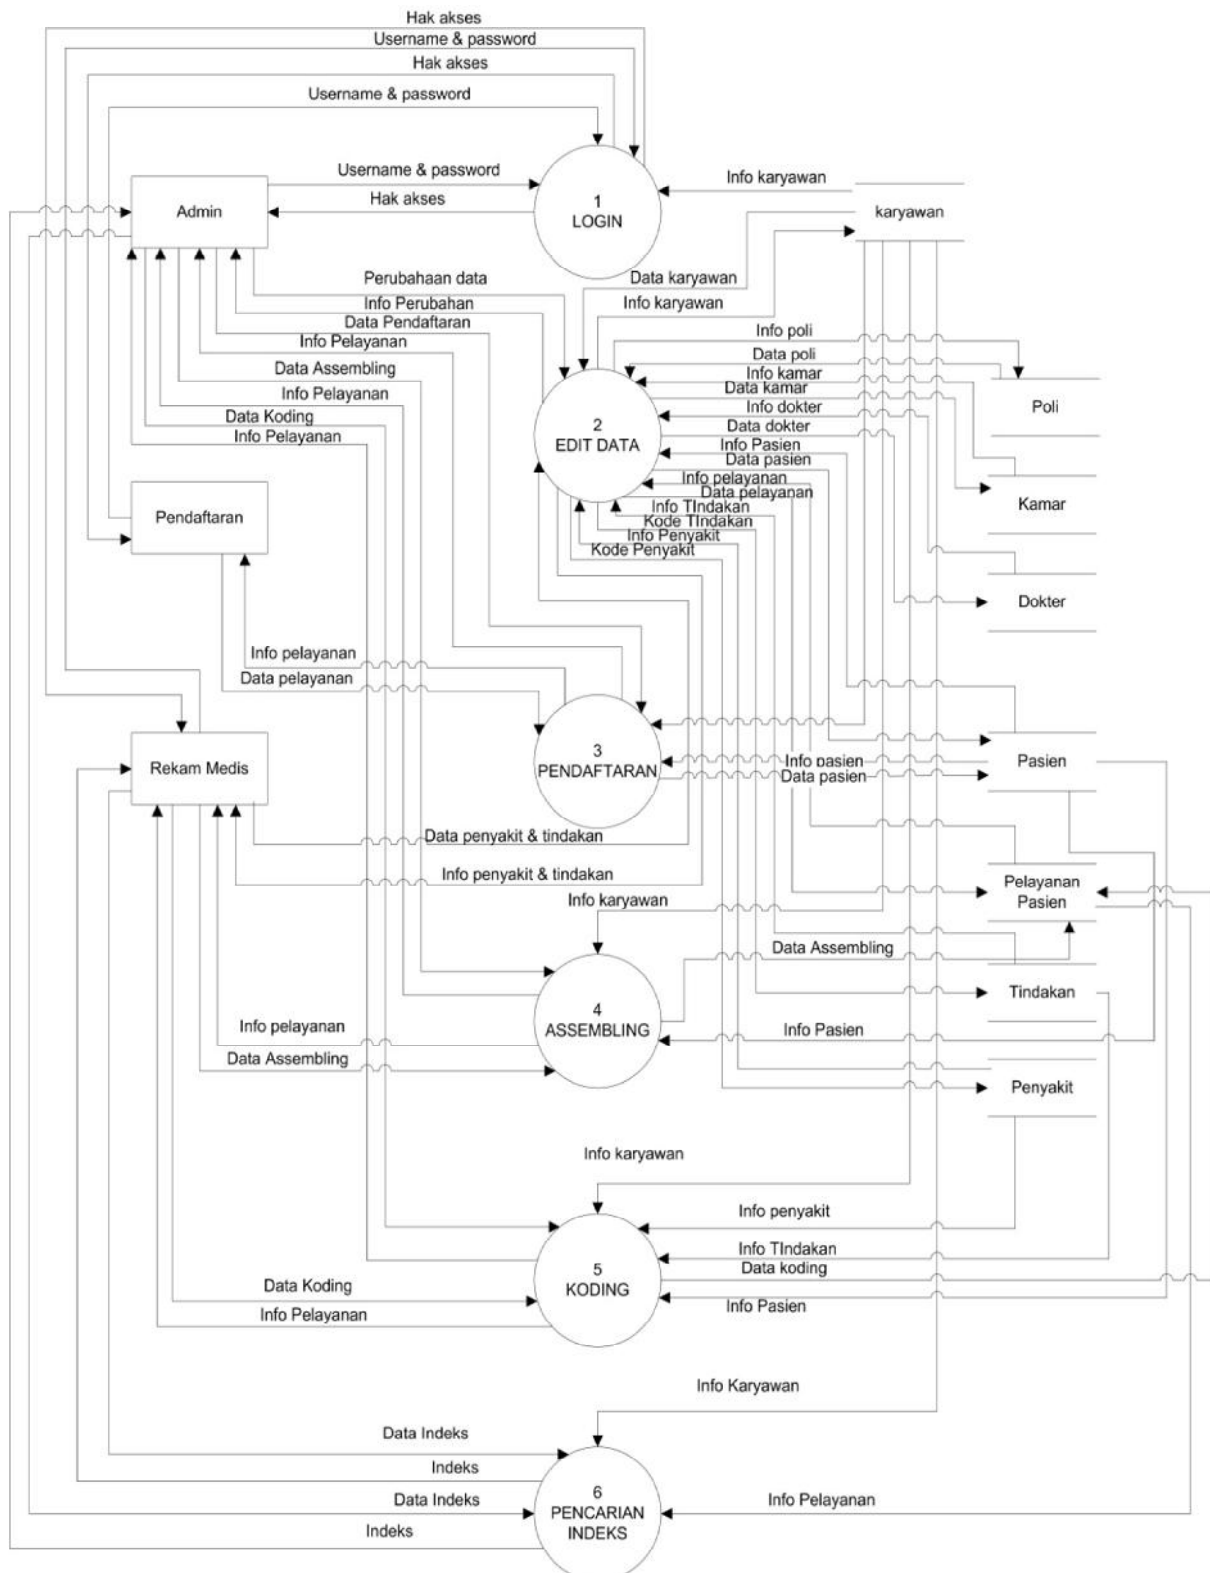 Hak akses
Username & password
Hak akses
Username & password
Username & password
Info karyawan
1
LOGIN
Admin
Hak akses
karyawan
Perubahaan data
Data karyawan
Info Perubahan
Info karyawan
Data Pendaftaran
Info poli
Info Pelayanan
Data poli
Data Assembling
Info kamar
Info Pelayanan
Data kamar
Poli
Data Koding
Info dokter
2
EDIT DATA
Info Pelayanan
Data dokter
Info Pasien
Data pasien
Info pelayanan
Data pelayanan
Kamar
Info TIndakan
Pendaftaran
Kode TIndakan
Info Penyakit
Kode Penyakit
Dokter
Info pelayanan
Data pelayanan
3
PENDAFTARAN
Rekam Medis
Info pasien
Pasien
Data pasien
Data penyakit & tindakan
Info penyakit & tindakan
Pelayanan
Pasien
Info karyawan
Data Assembling
Tindakan
4
ASSEMBLING
Info pelayanan
Info Pasien
Data Assembling
Penyakit
Info karyawan
Info penyakit
Info TIndakan
5
KODING
Data koding
Data Koding
Info Pasien
Info Pelayanan
Info Karyawan
Data Indeks
Indeks
6
PENCARIAN
INDEKS
Data Indeks
Info Pelayanan
Indeks